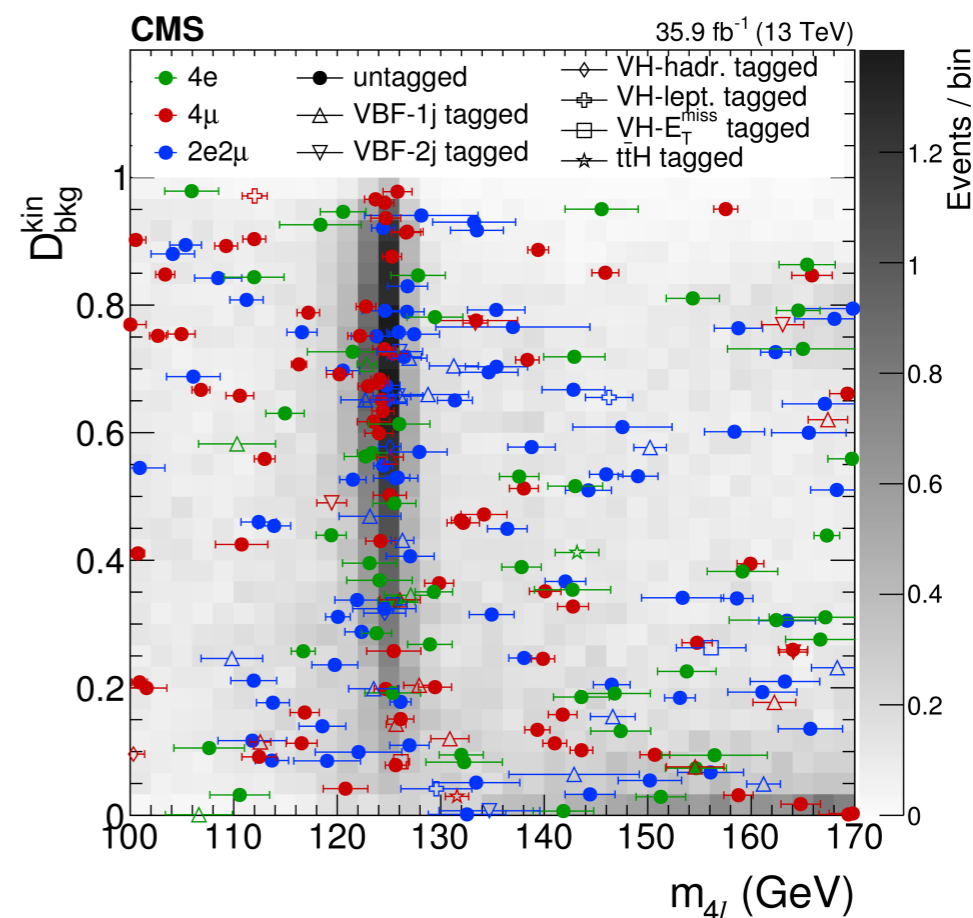 CMS 35.9 fb⁻¹ (13 TeV)
4e untagged VH-hadr. tagged
4μ VBF-1j tagged VH-lept. tagged
2e2μ VBF-2j tagged VH-E_T^miss tagged
tt̄H tagged
D_bkg^kin
1
0.8
0.6
0.4
0.2
0
100 110 120 130 140 150 160 170
m_4l (GeV)
Events / bin
1.2
1
0.8
0.6
0.4
0.2
0